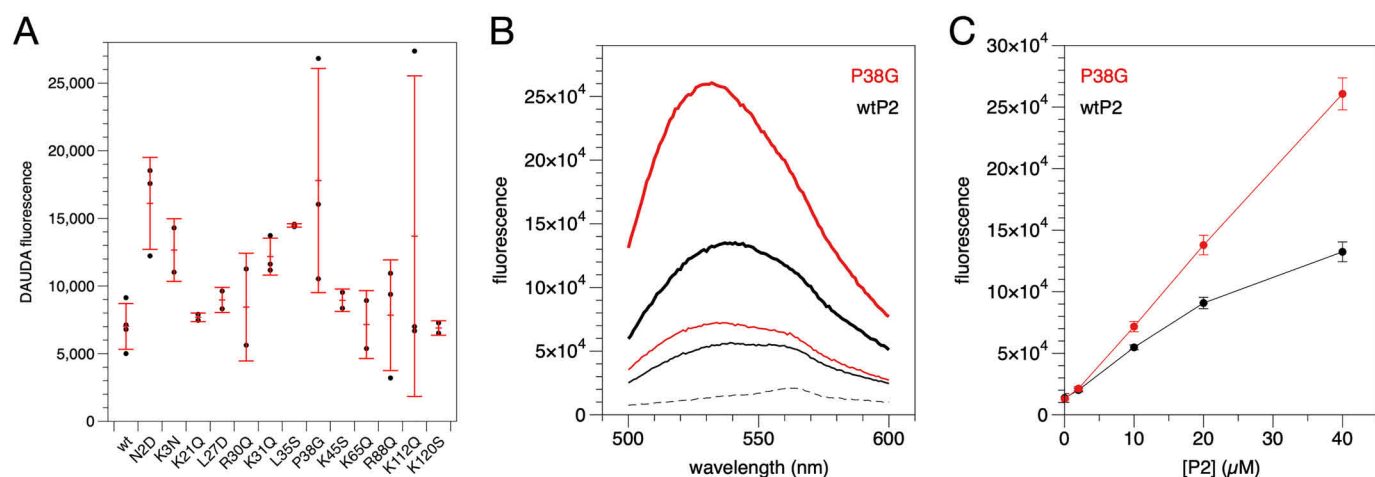 A
DAUDA fluorescence
25,000
20,000
15,000
10,000
5,000
0
wt
N2D
K3N
K21Q
L27D
R30Q
K31Q
L35S
P38G
K45S
K65Q
R88Q
K112Q
K120S
B
fluorescence
25×10⁴
20×10⁴
15×10⁴
10×10⁴
5×10⁴
0
P38G
wtP2
500
550
600
wavelength (nm)
C
fluorescence
30×10⁴
25×10⁴
20×10⁴
15×10⁴
10×10⁴
5×10⁴
0
P38G
wtP2
0
10
20
30
40
[P2] (μM)